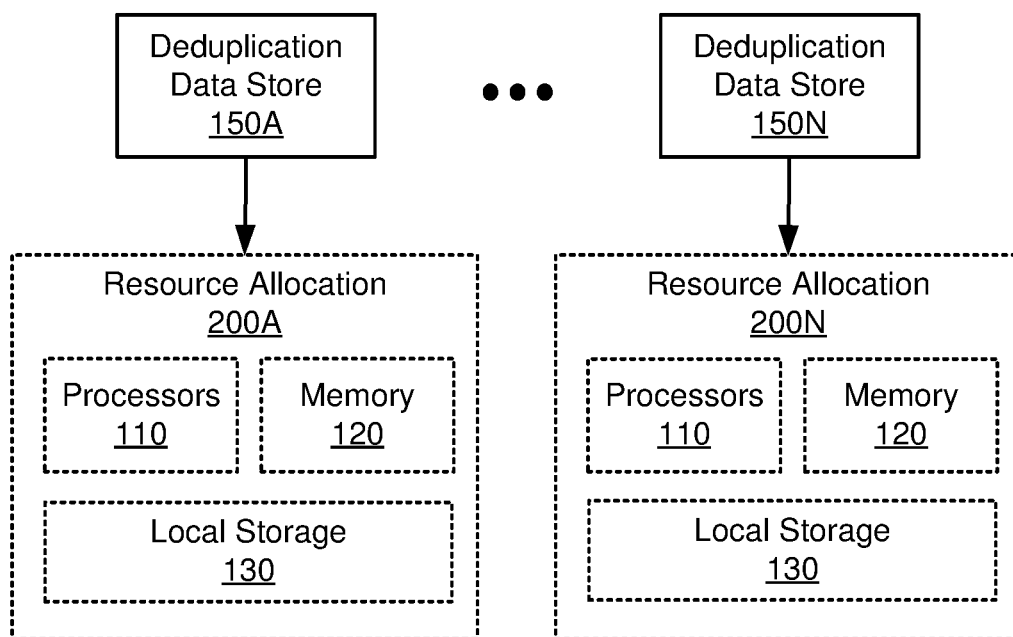 Deduplication
Data Store
150A
Deduplication
Data Store
150N
Resource Allocation
200A
Processors
110
Memory
120
Local Storage
130
Resource Allocation
200N
Processors
110
Memory
120
Local Storage
130